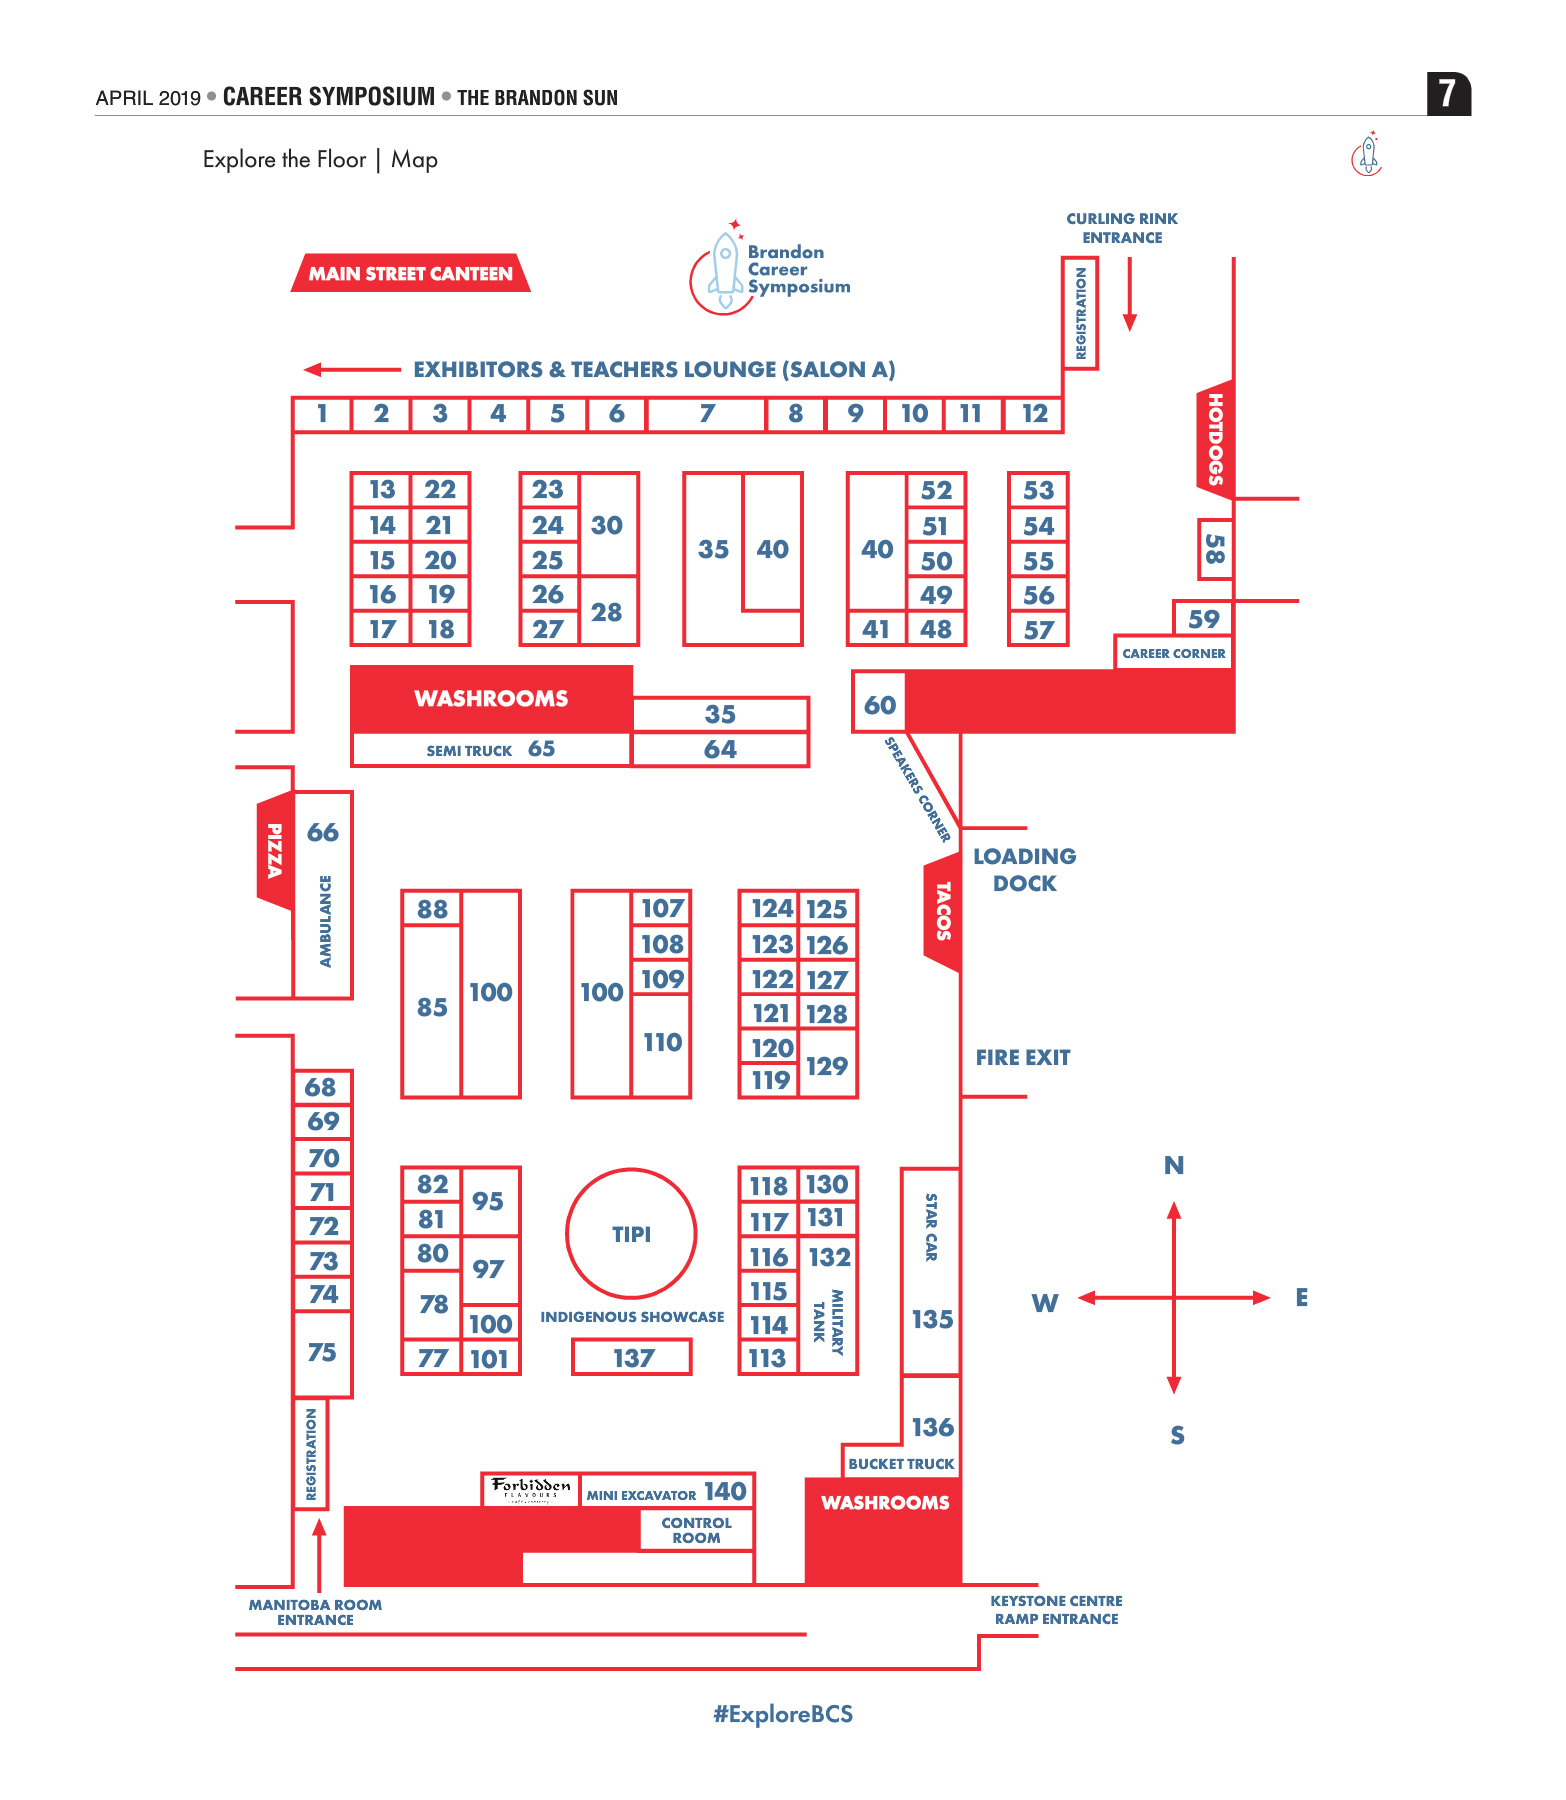 APRIL 2019 • CAREER SYMPOSIUM • THE BRANDON SUN
7
Explore the Floor | Map
CURLING RINK
ENTRANCE
MAIN STREET CANTEEN
Brandon
Career
Symposium
REGISTRATION
EXHIBITORS & TEACHERS LOUNGE (SALON A)
1 2 3 4 5 6 7 8 9 10 11 12
HOTDOGS
13 22 23 52 53
14 21 24 30 51 54
15 20 25 35 40 40 50 55
58
16 19 26 49 56
28
17 18 27 41 48 57
59
CAREER CORNER
WASHROOMS
60
35
SEMI TRUCK 65
64
SPEAKERS CORNER
PIZZA
66
AMBULANCE
LOADING
DOCK
TACOS
88 107 124 125
108 123 126
109 122 127
85 100 100
121 128
110 120
129
119
FIRE EXIT
68
69
70
71
72
73
74
75
82 95
81
80 97
78
100
77 101
TIPI
INDIGENOUS SHOWCASE
137
118 130
117 131
116 132
115
114
113
MILITARY
TANK
STAR CAR
135
136
BUCKET TRUCK
N
W E
S
REGISTRATION
Forbidden
FLAVOURS
MINI EXCAVATOR 140
CONTROL
ROOM
WASHROOMS
MANITOBA ROOM
ENTRANCE
KEYSTONE CENTRE
RAMP ENTRANCE
#ExploreBCS